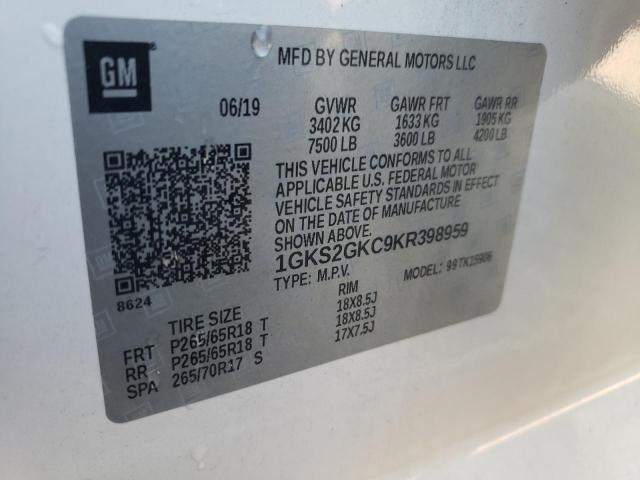 GM
MFD BY GENERAL MOTORS LLC
06/19 GVWR GAWR FRT GAWR RR
3402 KG 1633 KG 1905 KG
7500 LB 3600 LB 4200 LB
THIS VEHICLE CONFORMS TO ALL
APPLICABLE U.S. FEDERAL MOTOR
VEHICLE SAFETY STANDARDS IN EFFECT
ON THE DATE OF MANUFACTURE
SHOWN ABOVE.
1GKS2GKC9KR398959
TYPE: M.P.V. MODEL: 99TK15906
8624
TIRE SIZE RIM
FRT P265/65R18 T 18X8.5J
RR P265/65R18 T 18X8.5J
SPA 265/70R17 S 17X7.5J